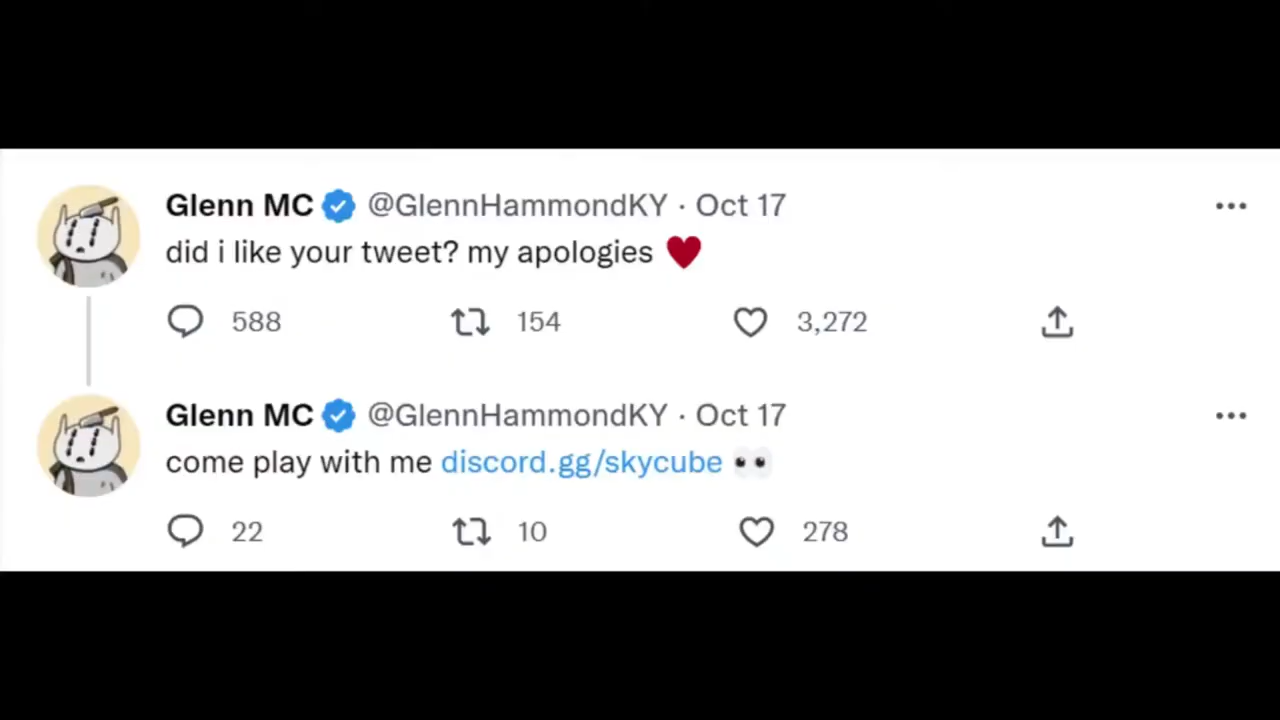 Glenn MC @GlennHammondKY · Oct 17
did i like your tweet? my apologies ♥
588 154 3,272
Glenn MC @GlennHammondKY · Oct 17
come play with me discord.gg/skycube 👀
22 10 278